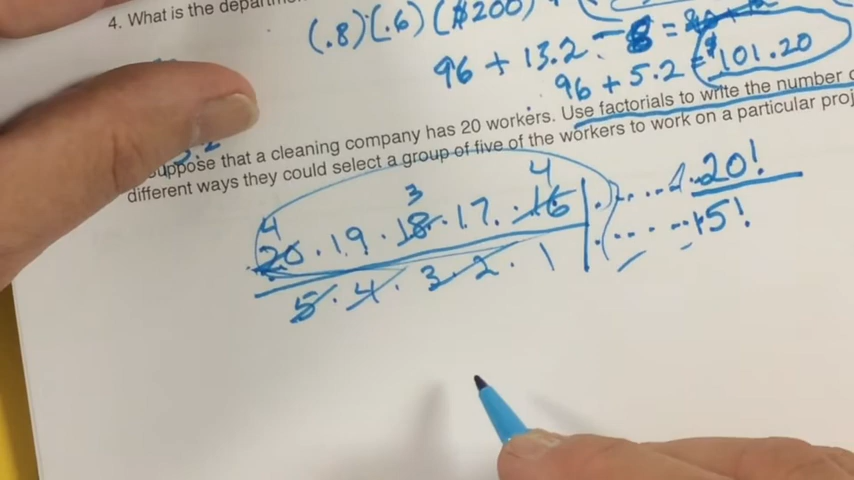 4. What is the
(.8)(.6)($200)
96 + 13.2 - 8 =
96 + 5.2 = $101.20
uppose that a cleaning company has 20 workers. Use factorials to write the number
different ways they could select a group of five of the workers to work on a particular
4 3 4
20 · 19 · 18 · 17 · 16 20!
5 · 4 · 3 · 2 · 1 15!